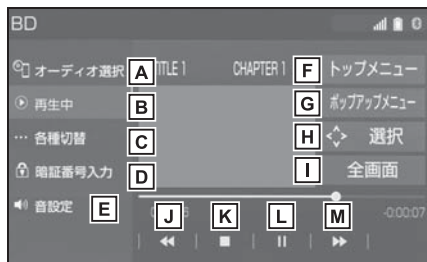 BD
オーディオ選択 A TITLE 1 CHAPTER 1 F トップメニュー
再生中 B G ポップアップメニュー
各種切替 C H 選択
暗証番号入力 D I 全画面
音設定 E
J K L M -0:00:07